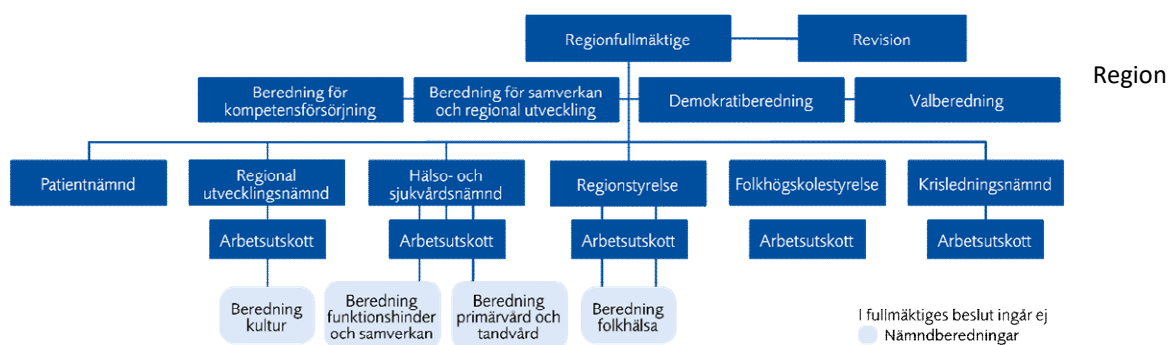 Regionfullmäktige
Revision
Region
Beredning för
kompetensförsörjning
Beredning för samverkan
och regional utveckling
Demokratiberedning
Valberedning
Patientnämnd
Regional
utvecklingsnämnd
Hälso- och
sjukvårdsnämnd
Regionstyrelse
Folkhögskolestyrelse
Krisledningsnämnd
Arbetsutskott
Arbetsutskott
Arbetsutskott
Arbetsutskott
Arbetsutskott
Beredning
kultur
Beredning
funktionshinder
och samverkan
Beredning
primärvård och
tandvård
Beredning
folkhälsa
I fullmäktiges beslut ingår ej
Nämndberedningar